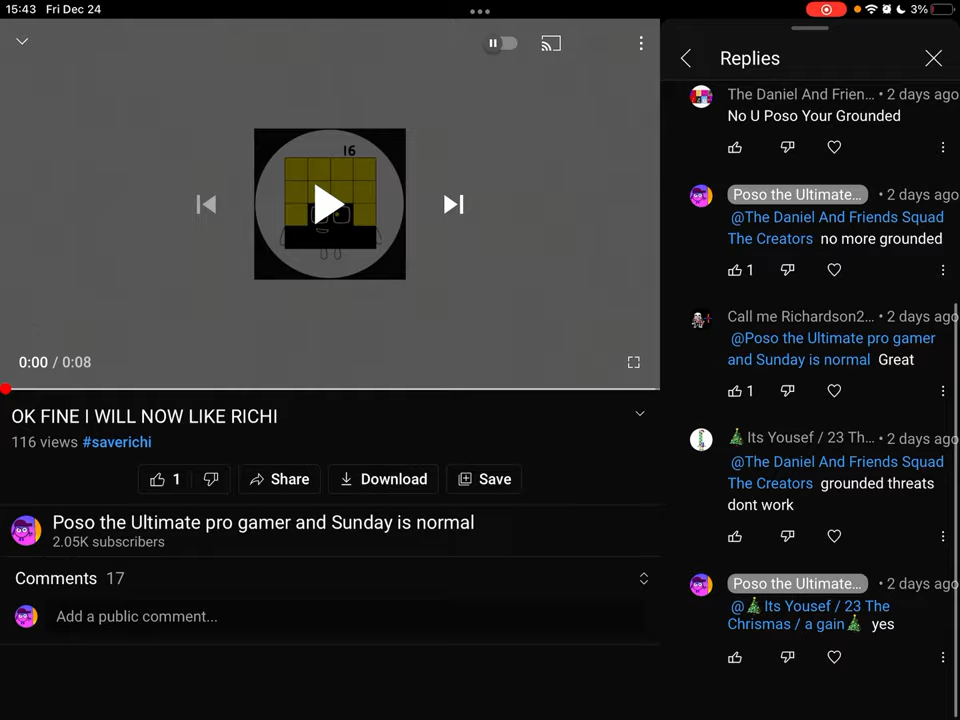 15:43 Fri Dec 24
3%
16
0:00 / 0:08
OK FINE I WILL NOW LIKE RICHI
116 views #saverichi
1
Share
Download
Save
Poso the Ultimate pro gamer and Sunday is normal
2.05K subscribers
Comments 17
Add a public comment...
Replies
The Daniel And Frien... • 2 days ago
No U Poso Your Grounded
Poso the Ultimate... • 2 days ago
@The Daniel And Friends Squad
The Creators no more grounded
1
Call me Richardson2... • 2 days ago
@Poso the Ultimate pro gamer
and Sunday is normal Great
1
🎄Its Yousef / 23 Th... • 2 days ago
@The Daniel And Friends Squad
The Creators grounded threats
dont work
Poso the Ultimate... • 2 days ago
@🎄Its Yousef / 23 The
Chrismas / a gain🎄 yes